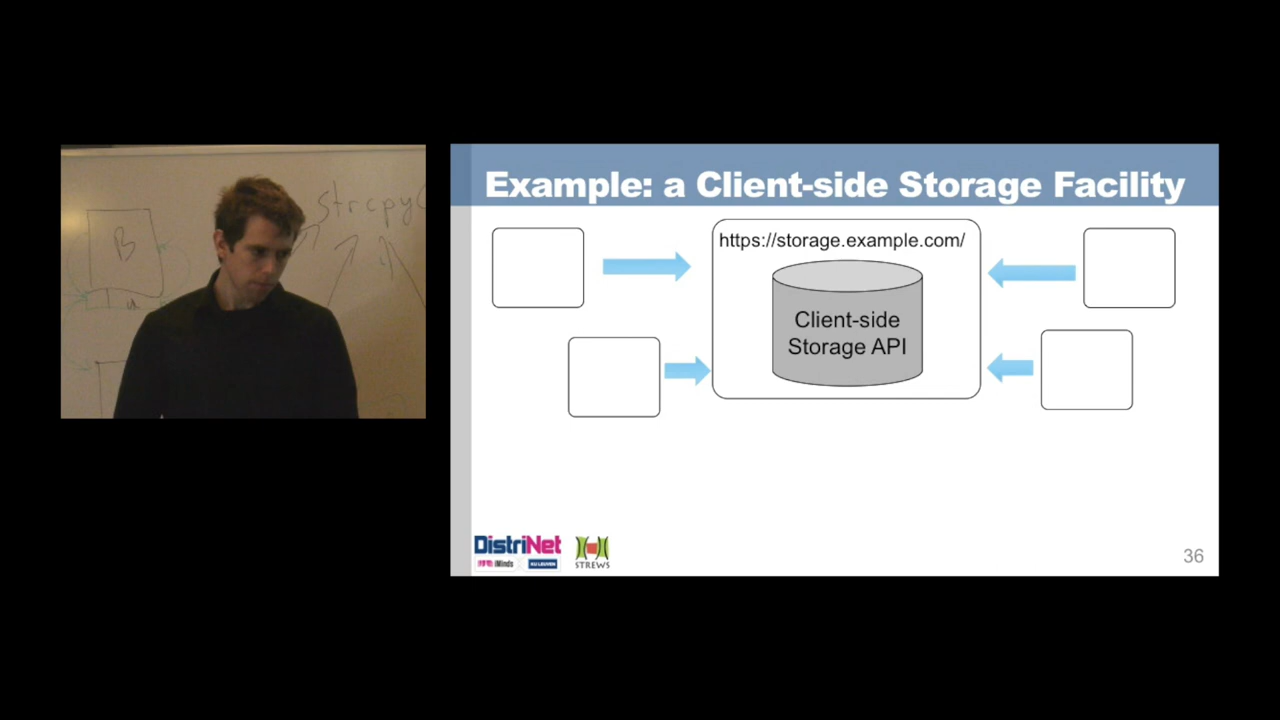 B
u
strcpy(
Example: a Client-side Storage Facility
https://storage.example.com/
Client-side
Storage API
DistriNet
iMinds
KU LEUVEN
STREWS
36